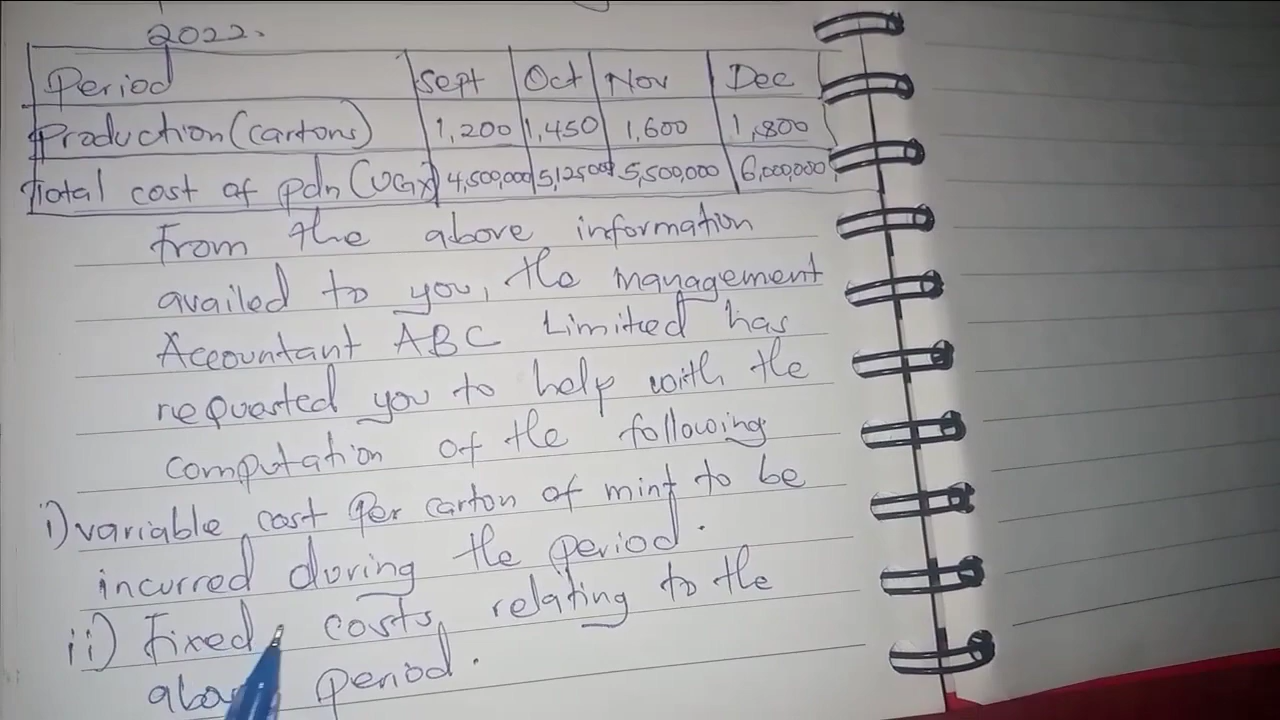 2022.
Period Sept Oct Nov Dec
Production (cartons) 1,200 1,450 1,600 1,800
Total cost of pdn (UGX) 4,500,000 5,125000 5,500,000 6,000,000
From the above information
availed to you, the management
Accountant ABC Limited has
requested you to help with the
computation of the following
i) variable cost per carton of mint to be
incurred during the period.
ii) Fixed costs relating to the
period.